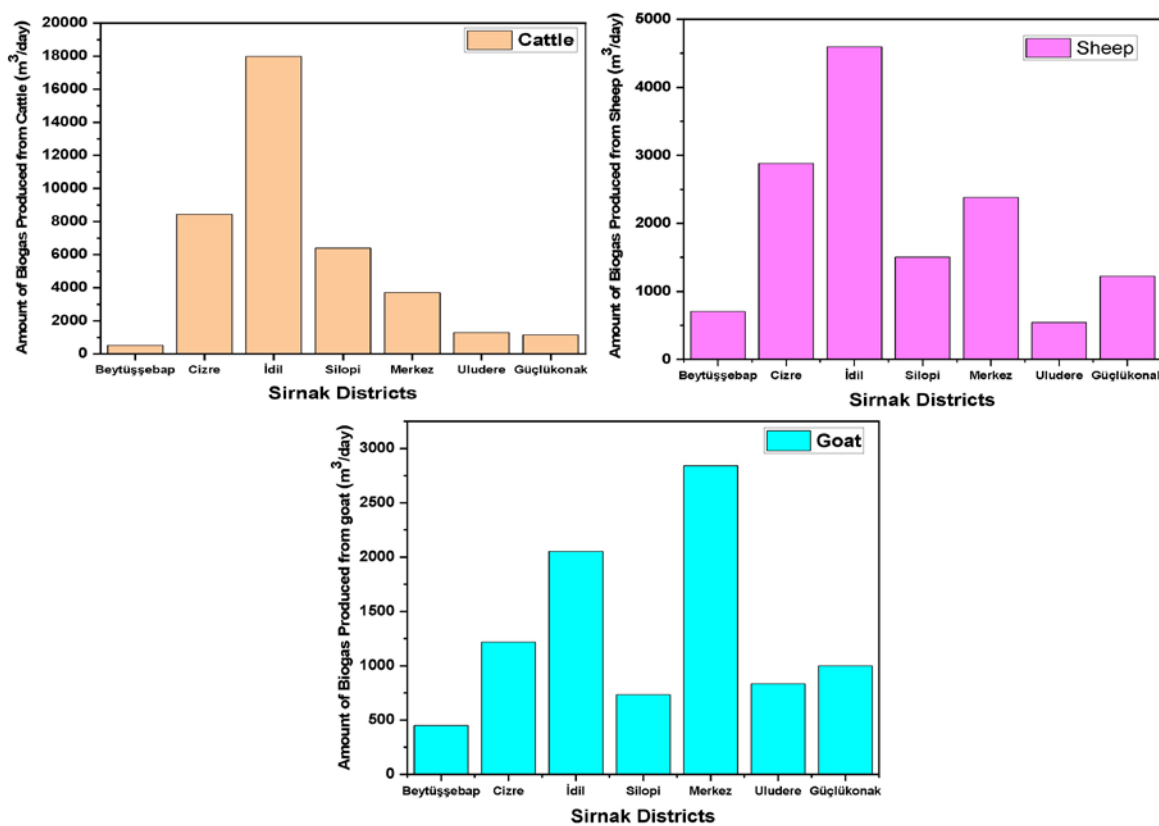 Amount of Biogas Produced from Cattle (m³/day)
20000
18000
16000
14000
12000
10000
8000
6000
4000
2000
0
Cattle
Beytüşşebap Cizre İdil Silopi Merkez Uludere Güçlükonak
Sirnak Districts
Amount of Biogas Produced from Sheep (m³/day)
5000
4000
3000
2000
1000
0
Sheep
Beytüşşebap Cizre İdil Silopi Merkez Uludere Güçlükonak
Sirnak Districts
Amount of Biogas Produced from goat (m³/day)
3000
2500
2000
1500
1000
500
0
Goat
Beytüşşebap Cizre İdil Silopi Merkez Uludere Güçlükonak
Sirnak Districts